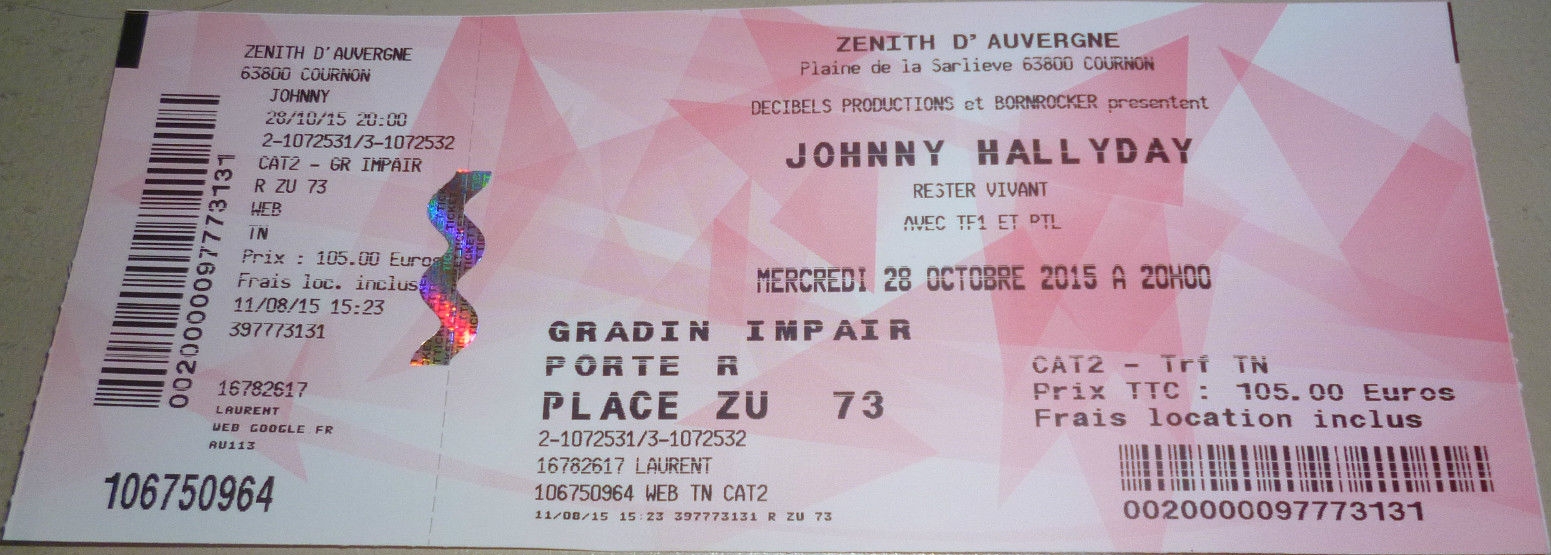 ZENITH D'AUVERGNE
63800 COURNON
JOHNNY
28/10/15 20:00
2-1072531/3-1072532
CAT2 - GR IMPAIR
R ZU 73
WEB
TN
Prix : 105.00 Euros
Frais loc. inclus
11/08/15 15:23
397773131
0020000097773131
16782617
LAURENT
WEB GOOGLE FR
AU113
106750964
ZENITH D'AUVERGNE
Plaine de la Sarlieve 63800 COURNON
DECIBELS PRODUCTIONS et BORNROCKER presentent
JOHNNY HALLYDAY
RESTER VIVANT
AVEC TF1 ET PTL
MERCREDI 28 OCTOBRE 2015 A 20H00
GRADIN IMPAIR
PORTE R
PLACE ZU 73
2-1072531/3-1072532
16782617 LAURENT
106750964 WEB TN CAT2
11/08/15 15:23 397773131 R ZU 73
CAT2 - Trf TN
Prix TTC : 105.00 Euros
Frais location inclus
0020000097773131